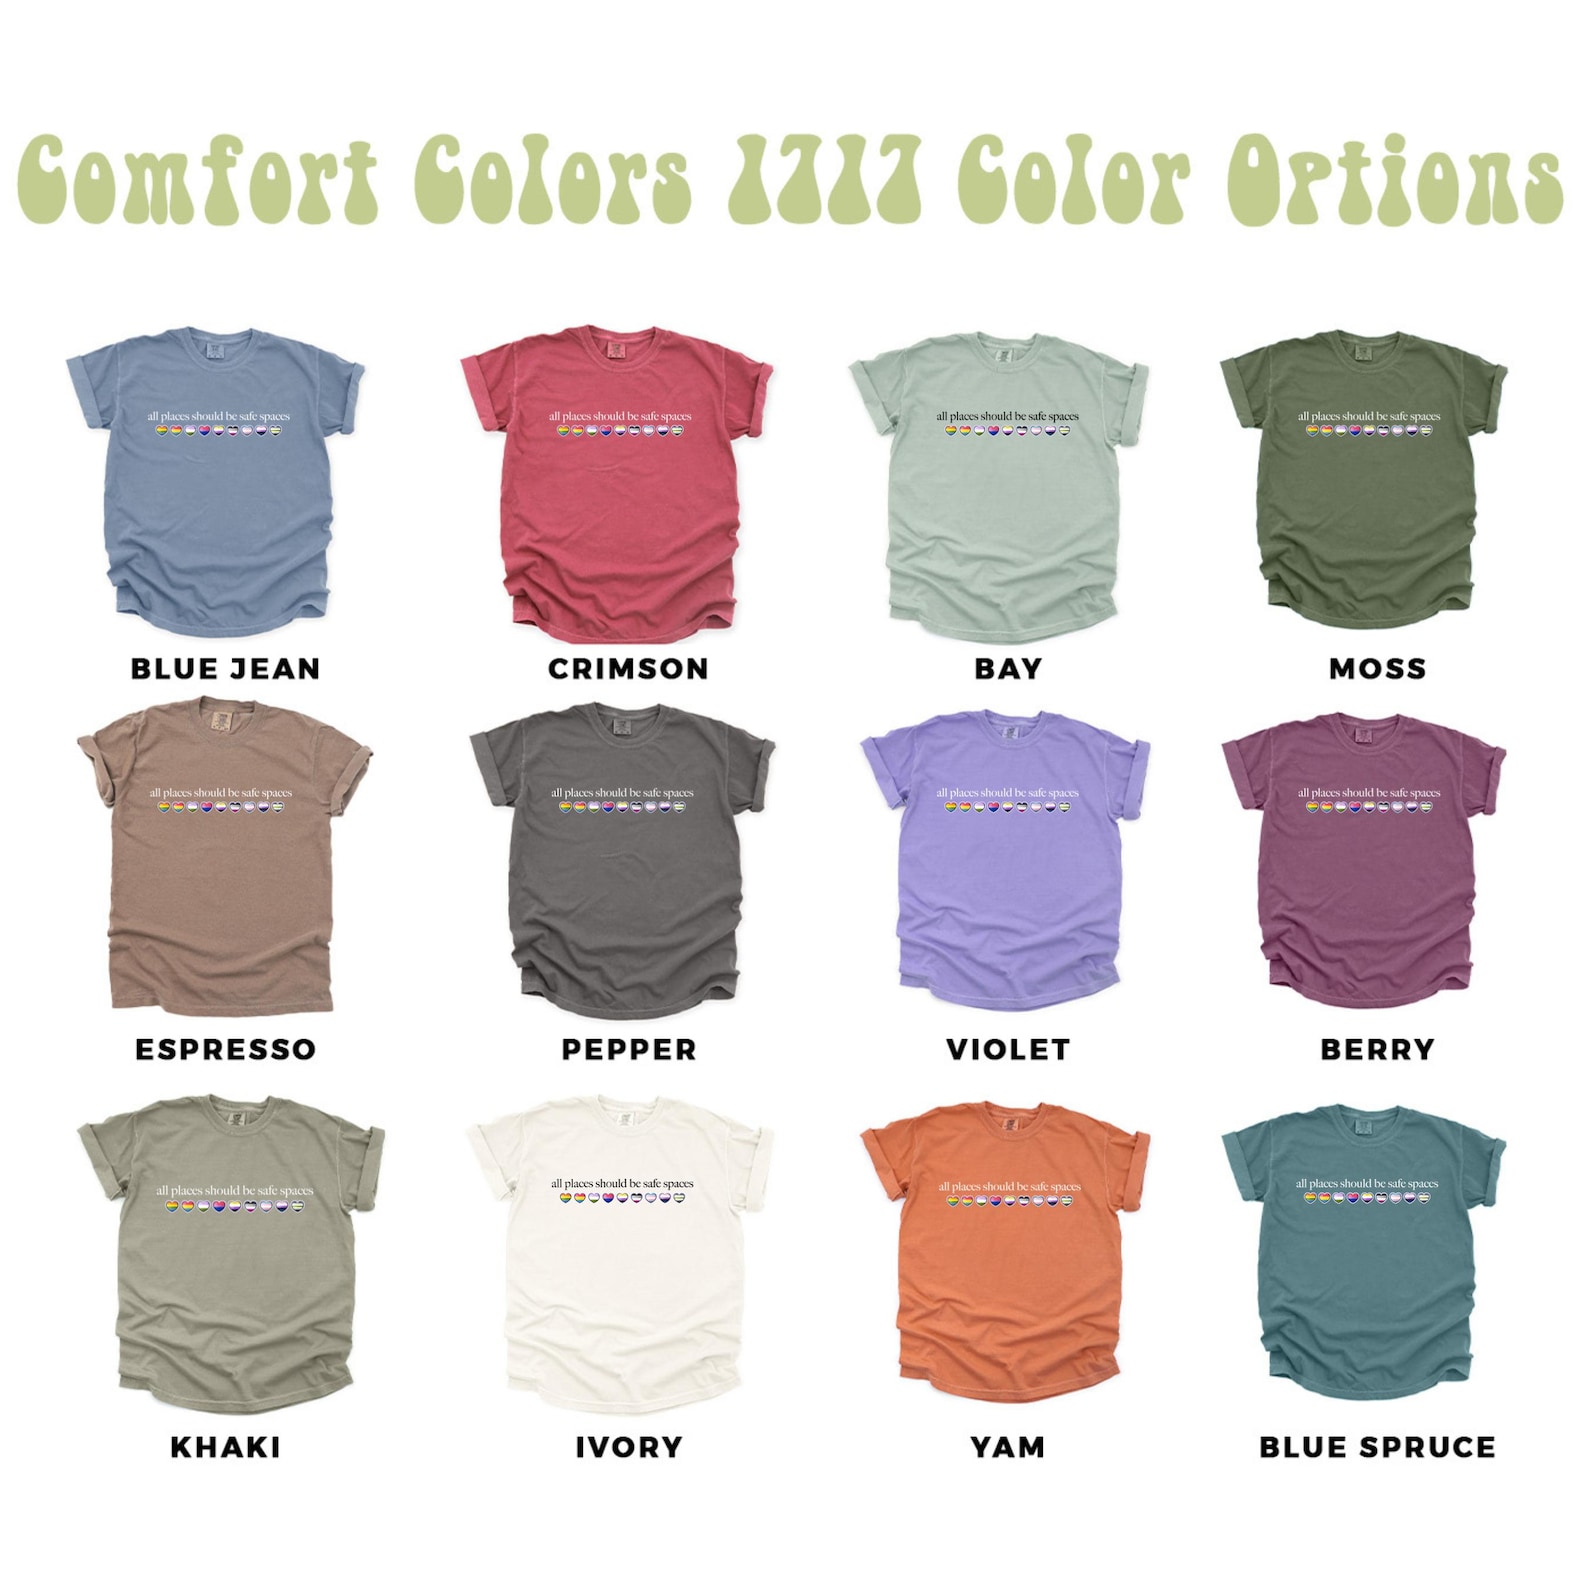 Comfort Colors 1717 Color Options
all places should be safe spaces
all places should be safe spaces
all places should be safe spaces
all places should be safe spaces
BLUE JEAN
CRIMSON
BAY
MOSS
all places should be safe spaces
all places should be safe spaces
all places should be safe spaces
all places should be safe spaces
ESPRESSO
PEPPER
VIOLET
BERRY
all places should be safe spaces
all places should be safe spaces
all places should be safe spaces
all places should be safe spaces
KHAKI
IVORY
YAM
BLUE SPRUCE